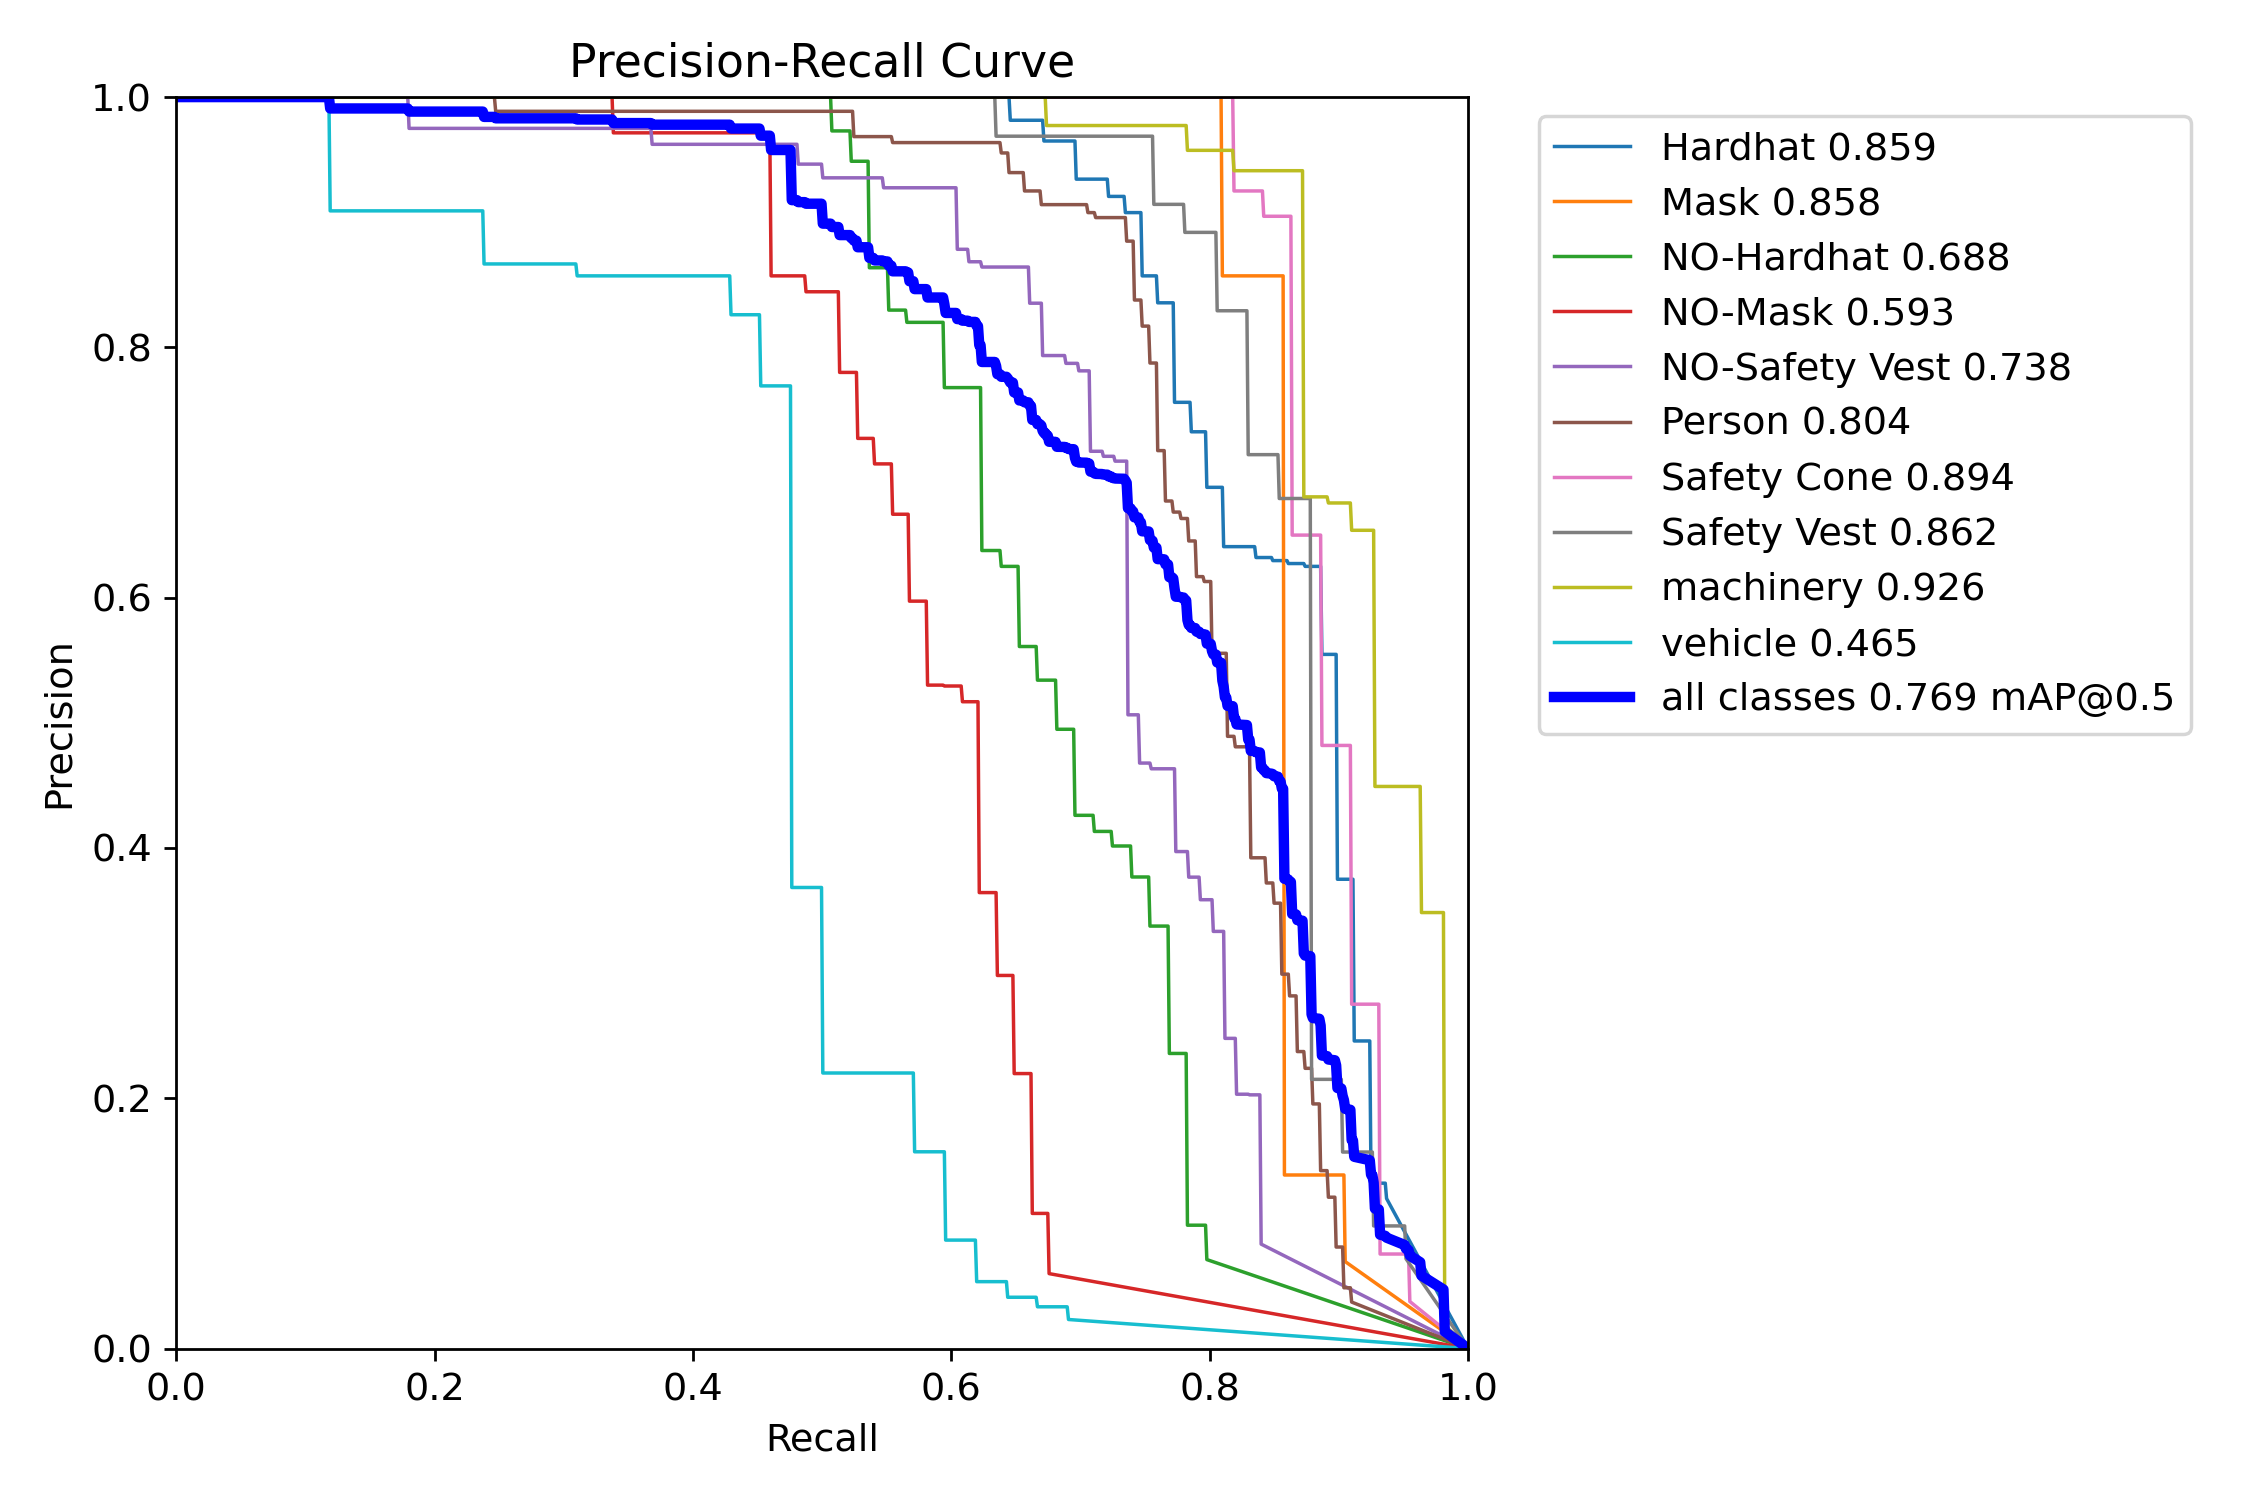 Precision-Recall Curve
1.0
0.8
0.6
0.4
0.2
0.0
Precision
0.0 0.2 0.4 0.6 0.8 1.0
Recall
Hardhat 0.859
Mask 0.858
NO-Hardhat 0.688
NO-Mask 0.593
NO-Safety Vest 0.738
Person 0.804
Safety Cone 0.894
Safety Vest 0.862
machinery 0.926
vehicle 0.465
all classes 0.769 mAP@0.5